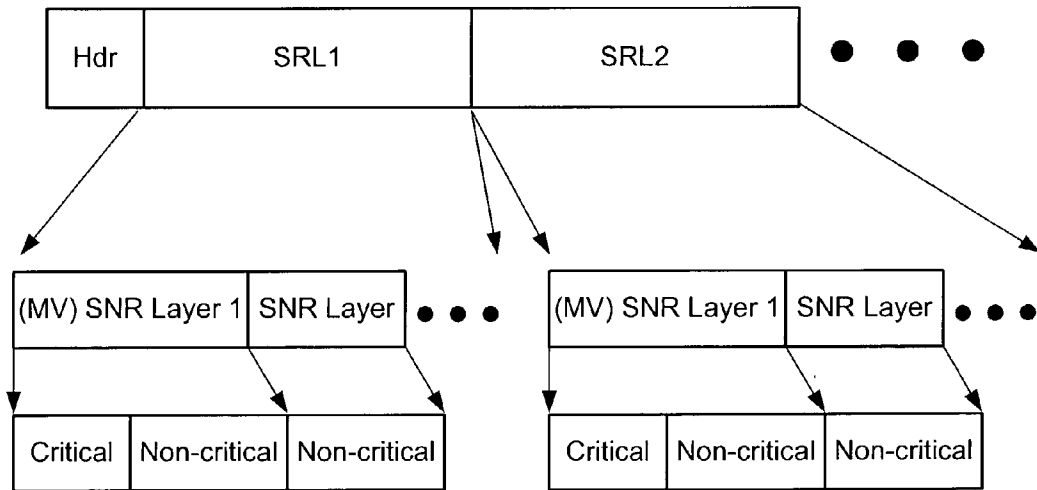 Hdr SRL1 SRL2
(MV) SNR Layer 1 SNR Layer (MV) SNR Layer 1 SNR Layer
Critical Non-critical Non-critical Critical Non-critical Non-critical